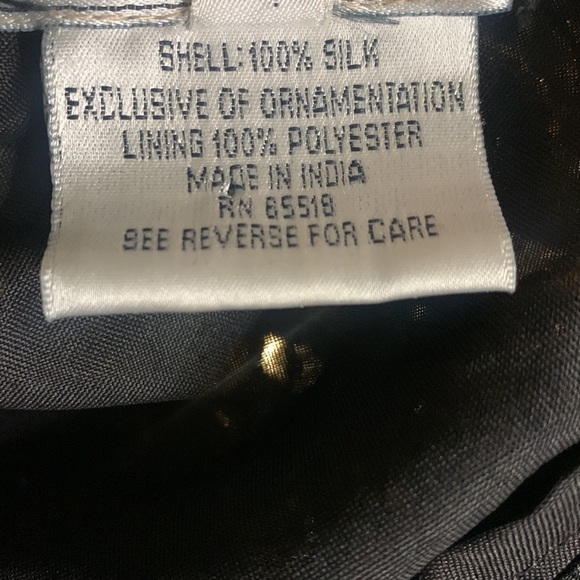 SHELL:100% SILK
EXCLUSIVE OF ORNAMENTATION
LINING 100% POLYESTER
MADE IN INDIA
RN 65518
SEE REVERSE FOR CARE